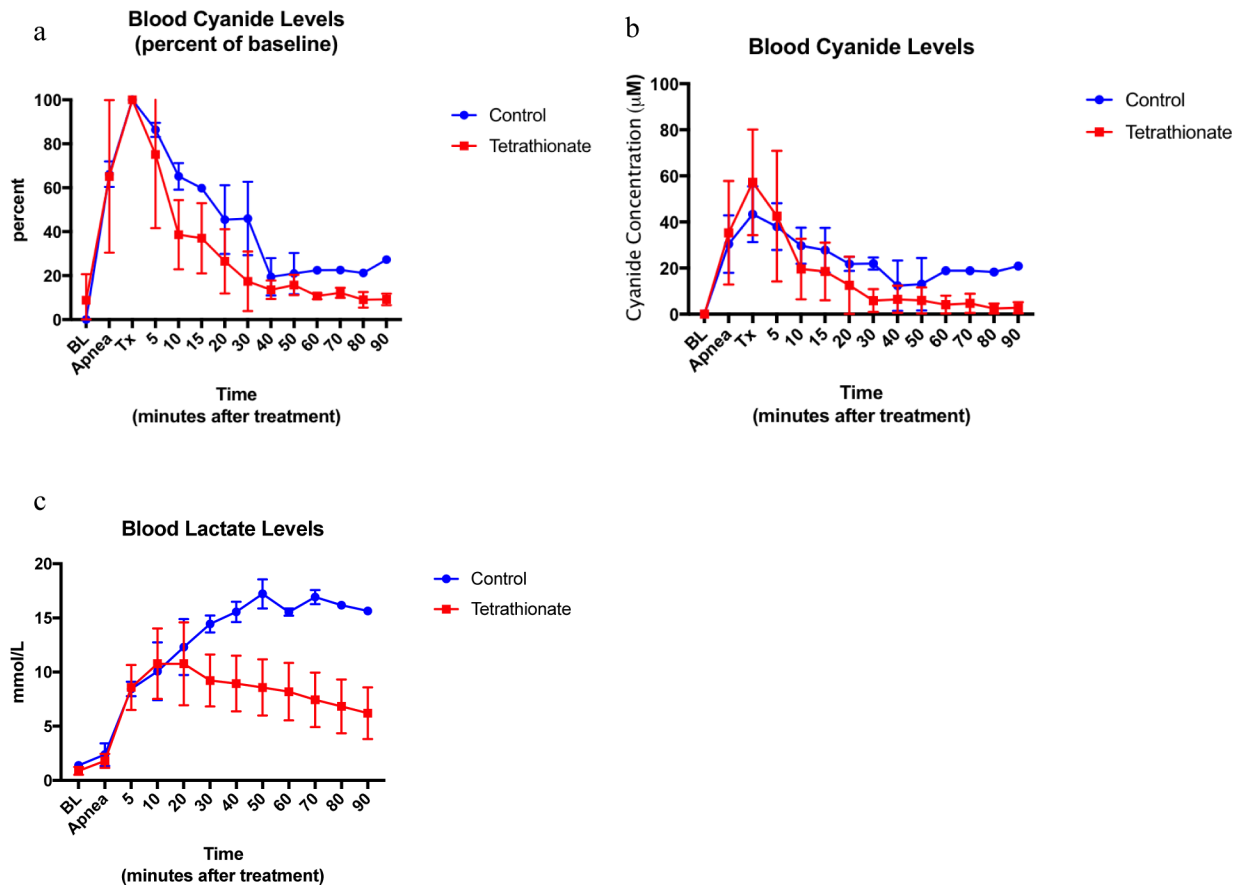 a
Blood Cyanide Levels
(percent of baseline)
100
80
60
40
20
0
percent
BL
Apnea
Tx
5
10
15
20
30
40
50
60
70
80
90
Time
(minutes after treatment)
Control
Tetrathionate
b
Blood Cyanide Levels
100
80
60
40
20
0
Cyanide Concentration (μM)
BL
Apnea
Tx
5
10
15
20
30
40
50
60
70
80
90
Time
(minutes after treatment)
Control
Tetrathionate
c
Blood Lactate Levels
20
15
10
5
0
mmol/L
BL
Apnea
5
10
20
30
40
50
60
70
80
90
Time
(minutes after treatment)
Control
Tetrathionate